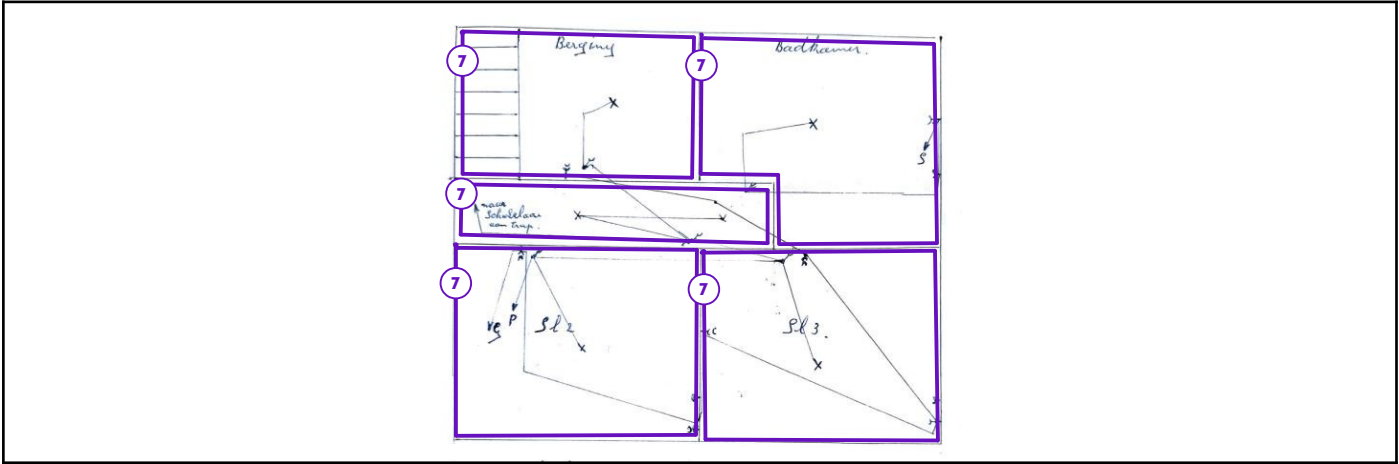 Berging
Badkamer.
7
7
S
7
naar
Schakelaar
aan trap.
7
7
P
Sl 2
Sl 3.